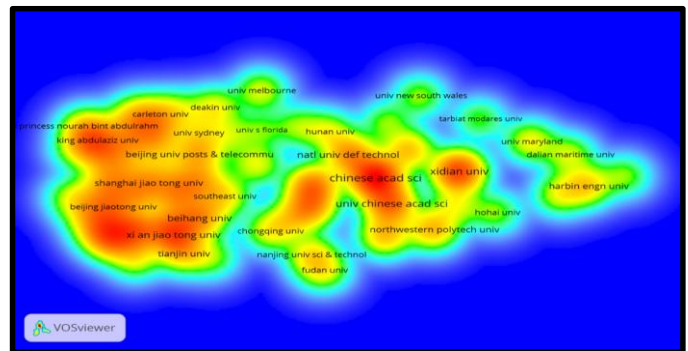 univ melbourne
univ new south wales
deakin univ
carleton univ
tarbiat modares univ
princess nourah bint abdulrahm
univ sydney
univ s florida
hunan univ
king abdulaziz univ
univ maryland
beijing univ posts & telecommu
natl univ def technol
dalian maritime univ
xidian univ
chinese acad sci
shanghai jiao tong univ
harbin engn univ
southeast univ
univ chinese acad sci
beijing jiaotong univ
hohai univ
beihang univ
chongqing univ
northwestern polytech univ
xi an jiao tong univ
tianjin univ
nanjing univ sci & technol
fudan univ
VOSviewer